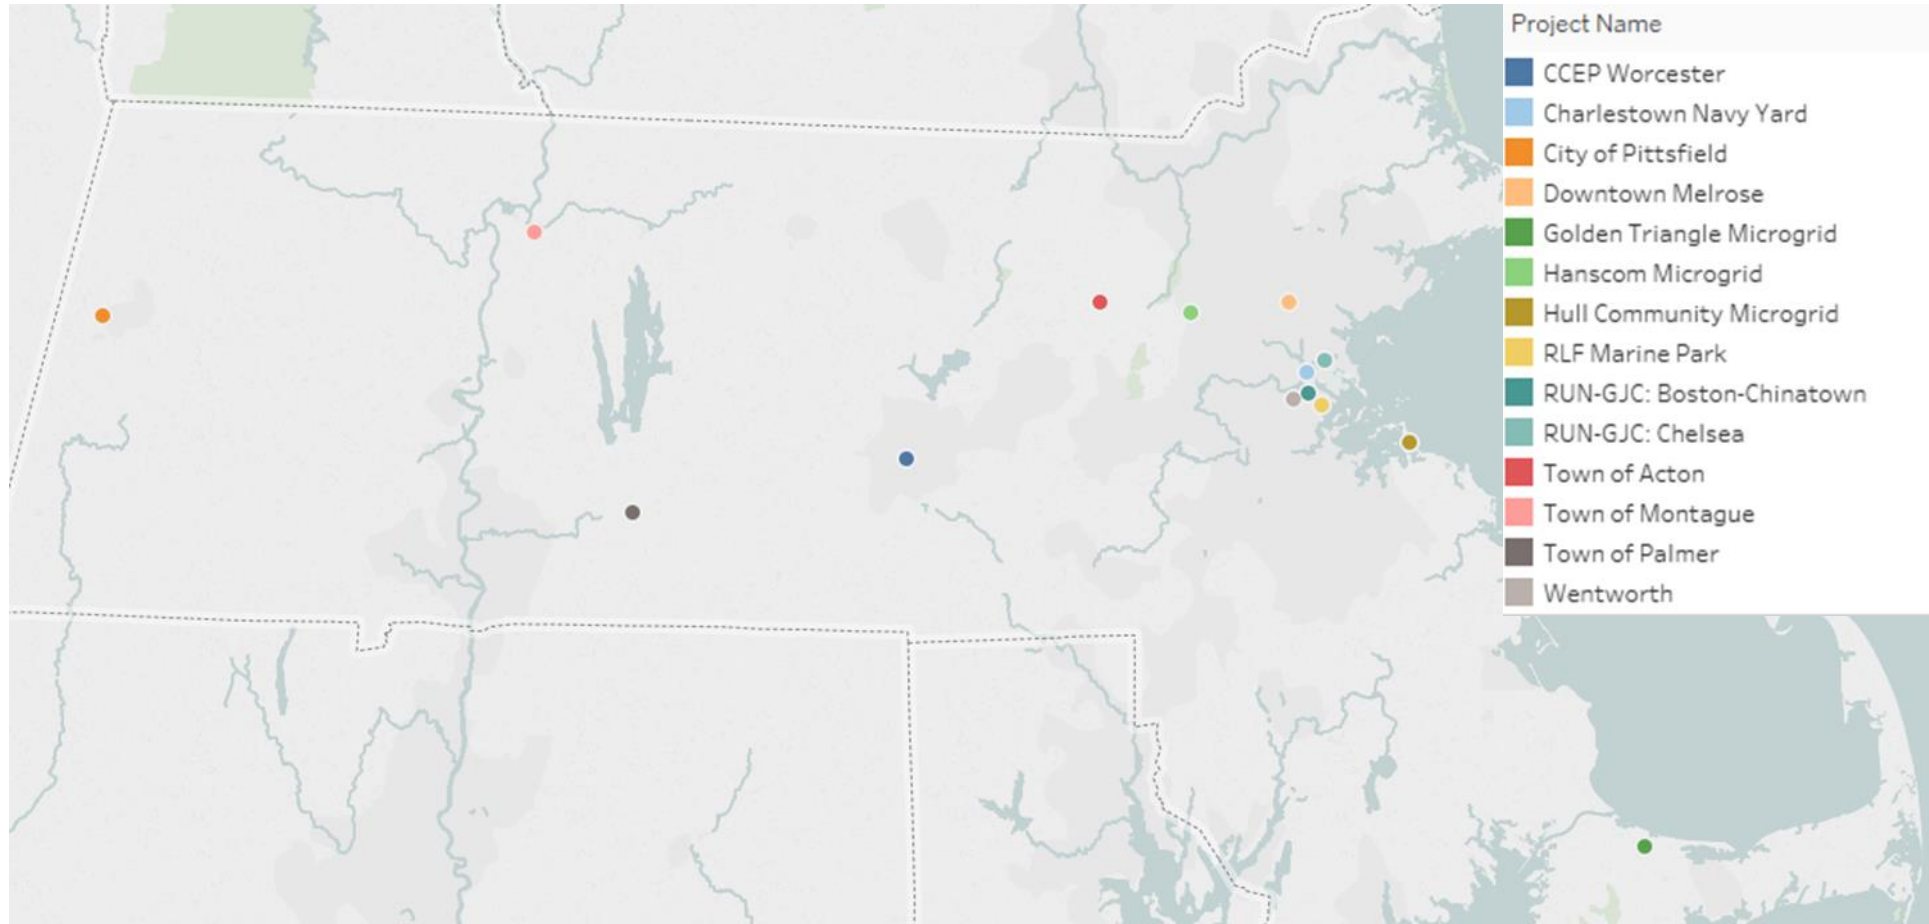 Project Name
CCEP Worcester
Charlestown Navy Yard
City of Pittsfield
Downtown Melrose
Golden Triangle Microgrid
Hanscom Microgrid
Hull Community Microgrid
RLF Marine Park
RUN-GJC: Boston-Chinatown
RUN-GJC: Chelsea
Town of Acton
Town of Montague
Town of Palmer
Wentworth